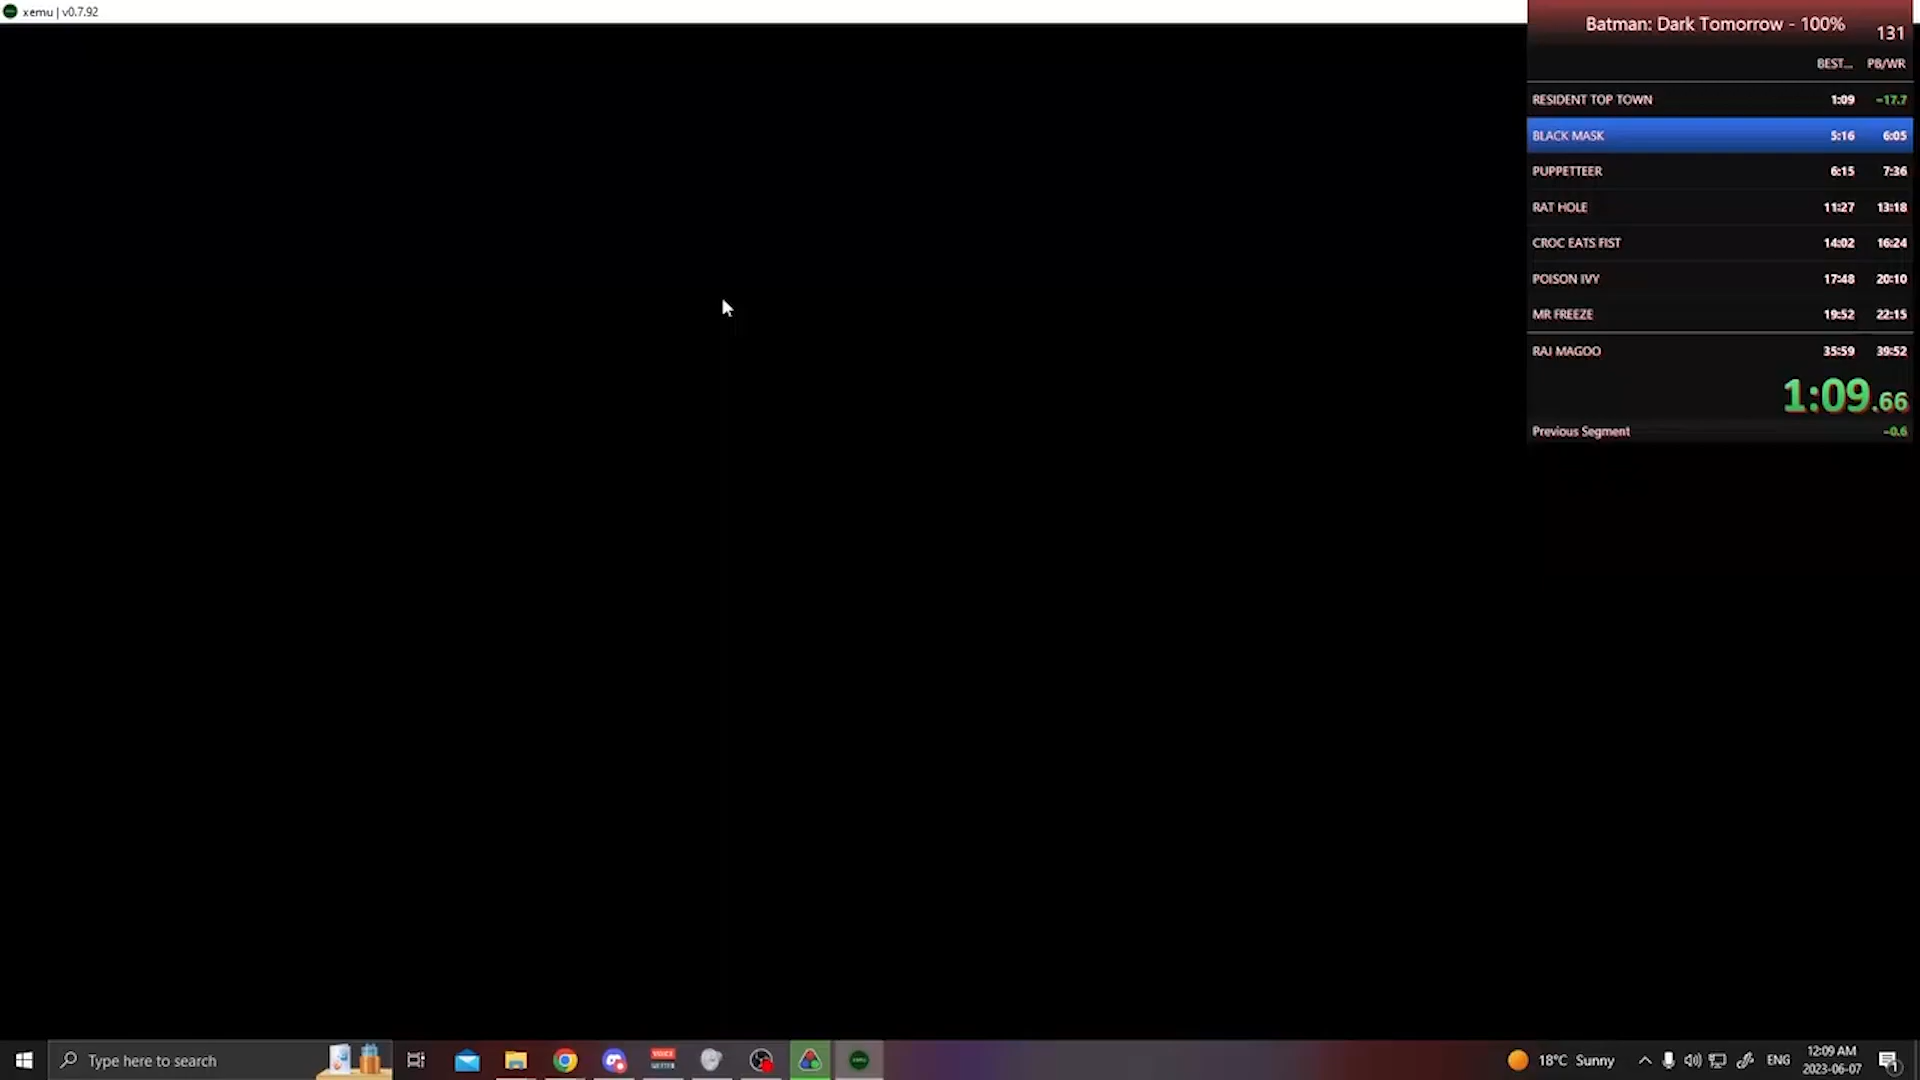 xemu | v0.7.92
Batman: Dark Tomorrow - 100%
131
BEST... PB/WR
RESIDENT TOP TOWN 1:09 -17.7
BLACK MASK 5:16 6:05
PUPPETTEER 6:15 7:36
RAT HOLE 11:27 13:18
CROC EATS FIST 14:02 16:24
POISON IVY 17:48 20:10
MR FREEZE 19:52 22:15
RAJ MAGOO 35:59 39:52
1:09.66
Previous Segment -0.6
Type here to search
18°C Sunny
ENG
12:09 AM
2023-06-07
1